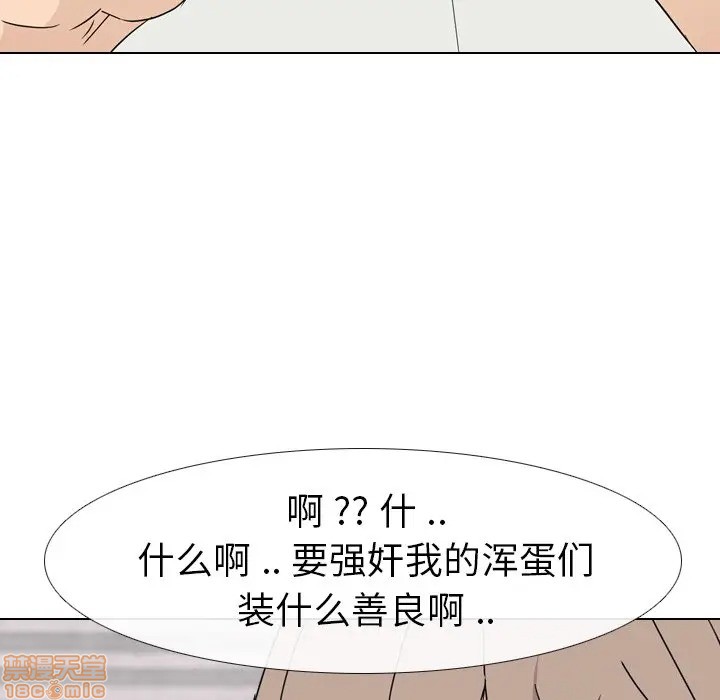 啊 ?? 什 ..
什么啊 .. 要强奸我的浑蛋们
装什么善良啊 ..
禁漫天堂
18comic